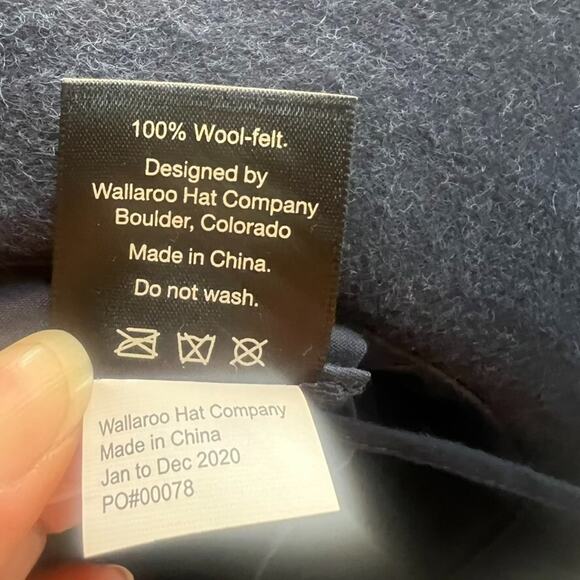 100% Wool-felt.
Designed by
Wallaroo Hat Company
Boulder, Colorado
Made in China.
Do not wash.
Wallaroo Hat Company
Made in China
Jan to Dec 2020
PO#00078